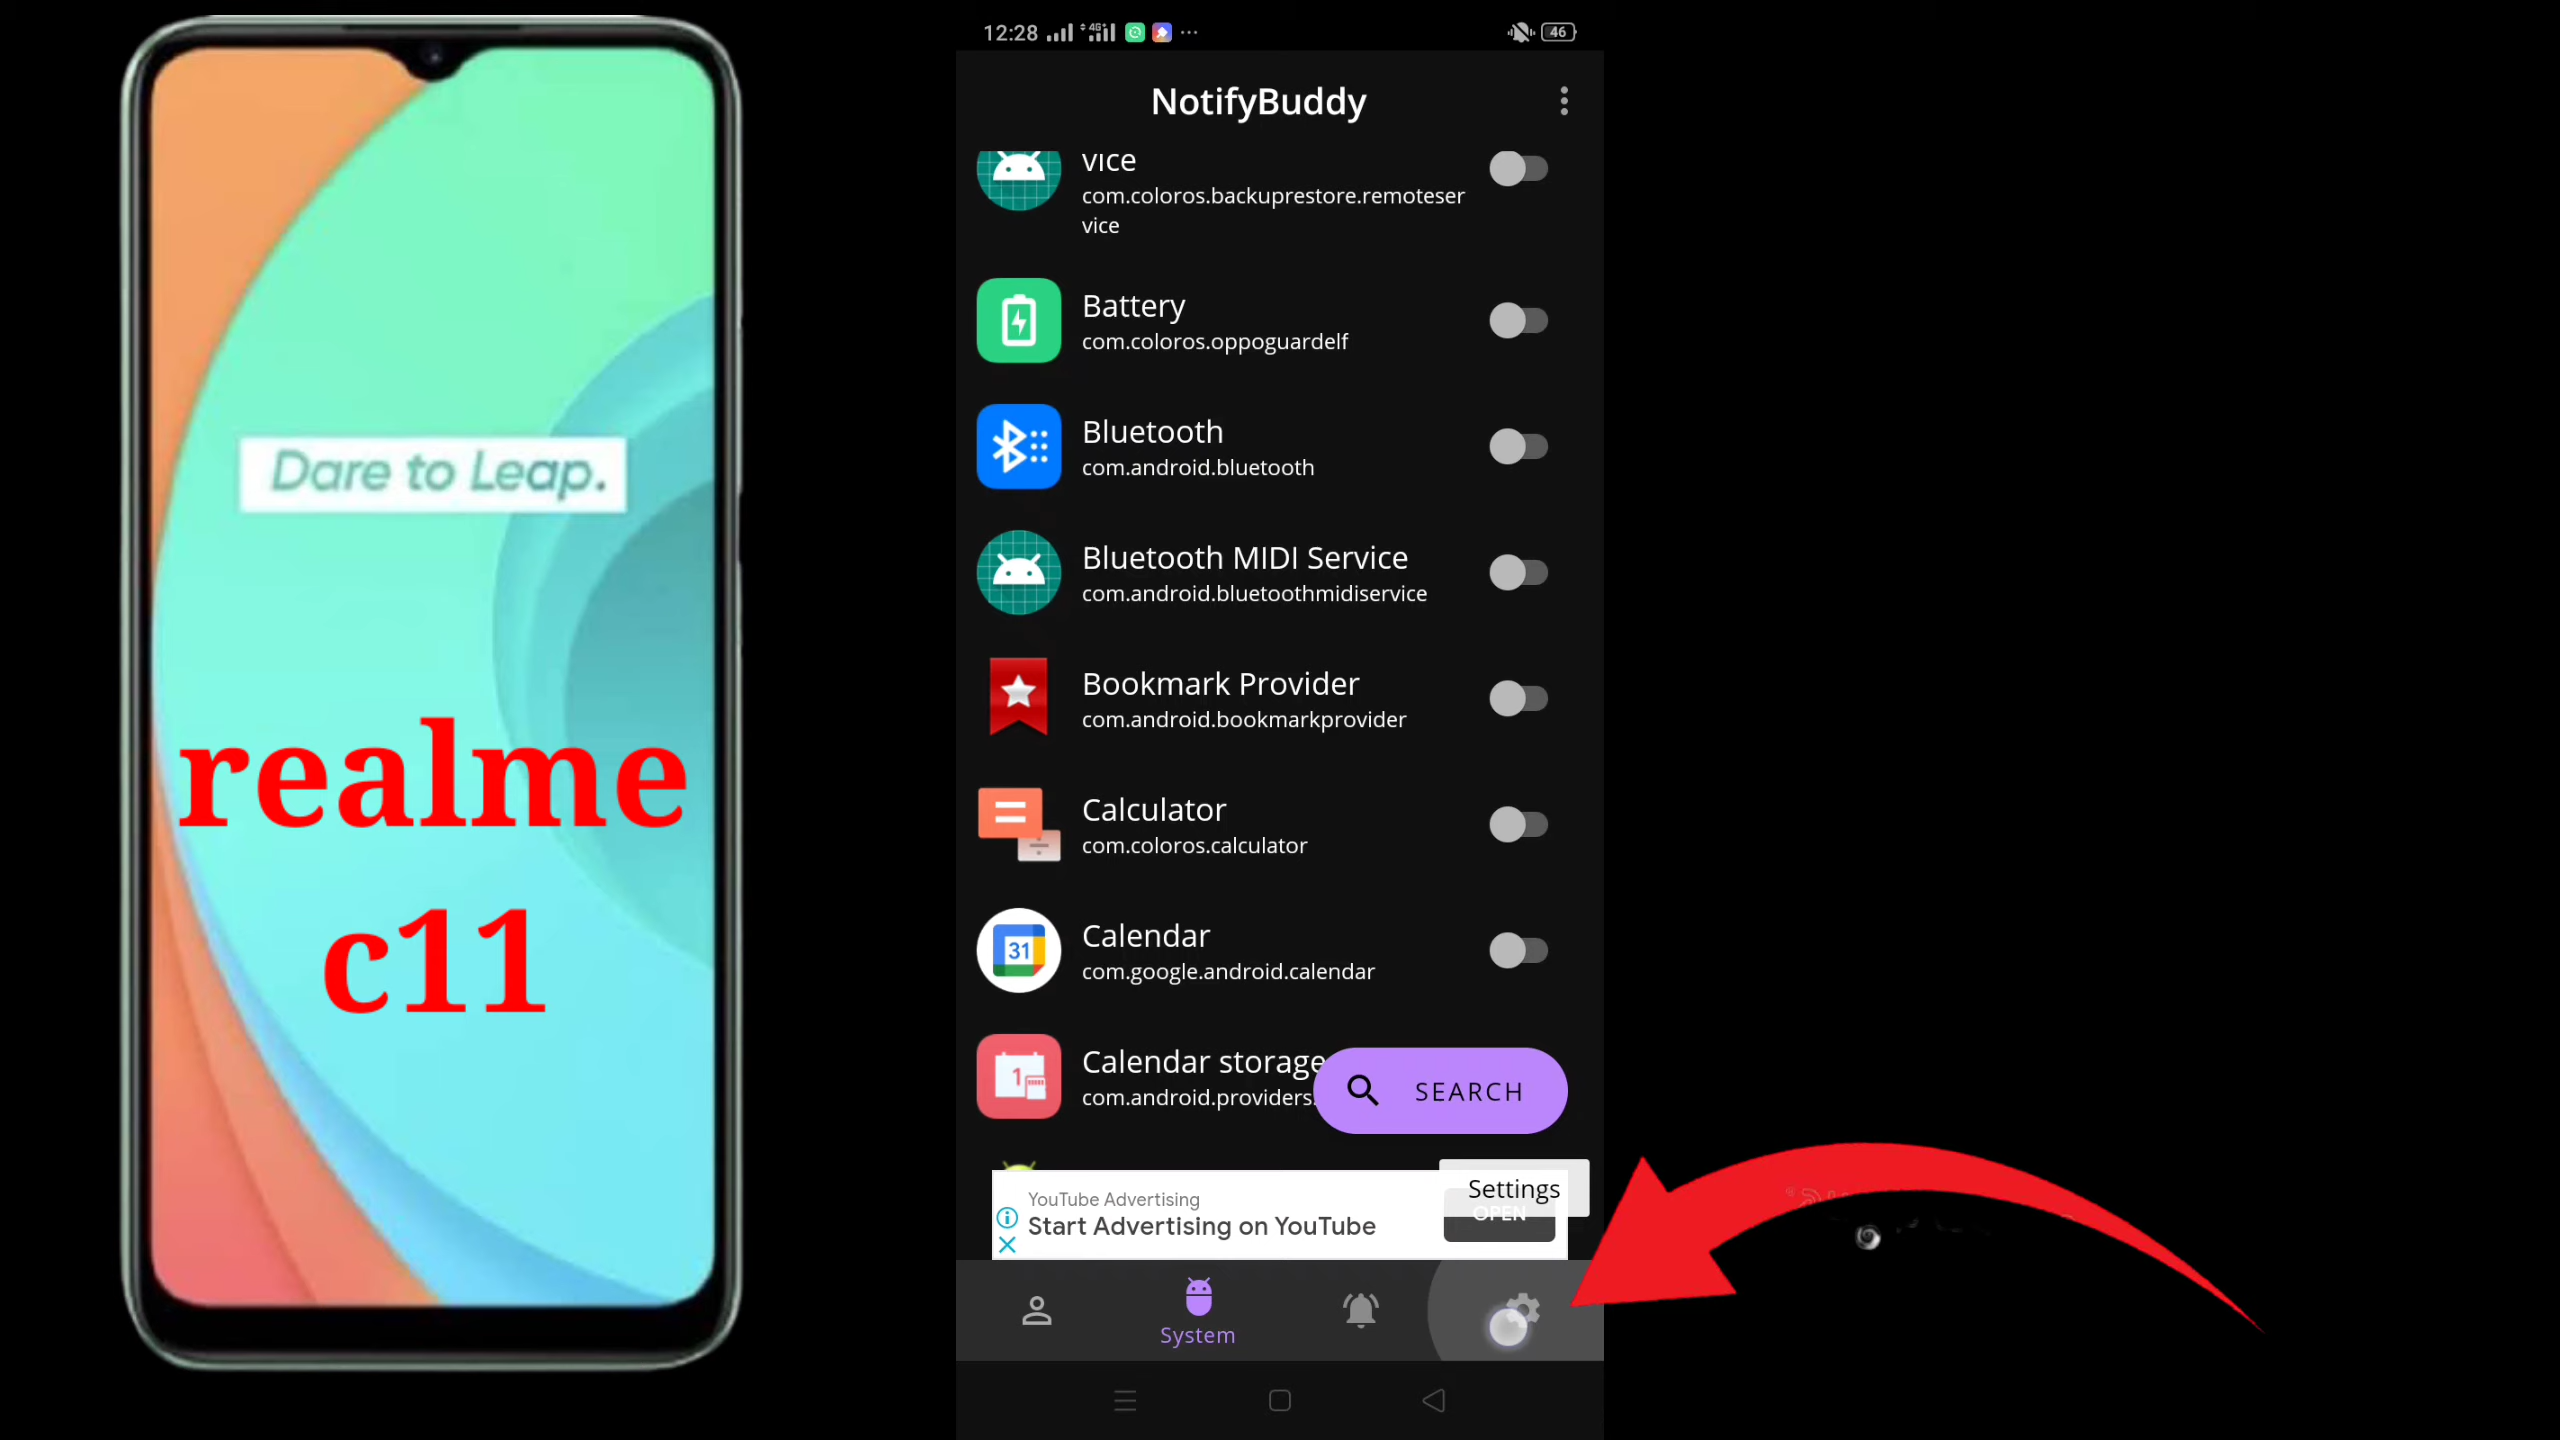 Dare to Leap.
realme
c11
12:28
4G+
46
NotifyBuddy
vice
com.coloros.backuprestore.remoteser
vice
Battery
com.coloros.oppoguardelf
Bluetooth
com.android.bluetooth
Bluetooth MIDI Service
com.android.bluetoothmidiservice
Bookmark Provider
com.android.bookmarkprovider
Calculator
com.coloros.calculator
31
Calendar
com.google.android.calendar
1
Calendar storage
com.android.providers.
SEARCH
YouTube Advertising
Start Advertising on YouTube
Settings
OPEN
System